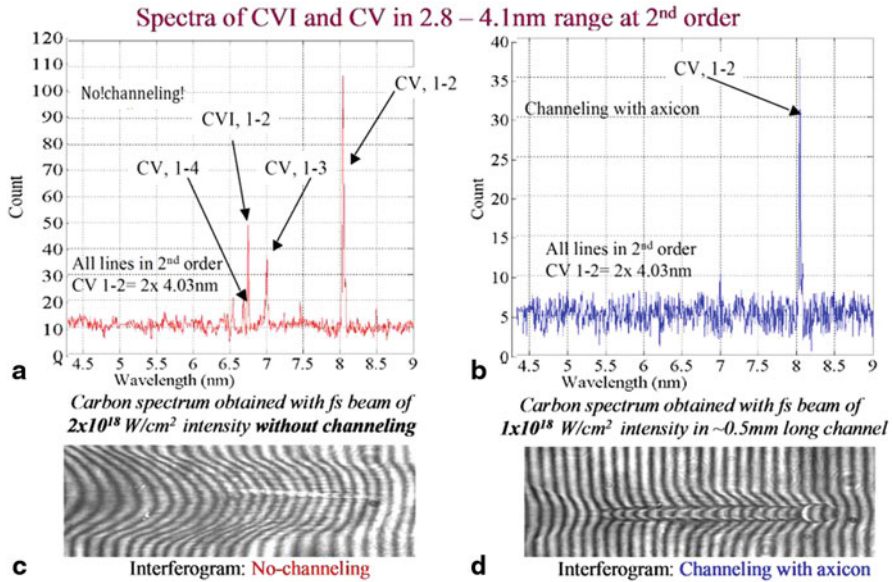 Spectra of CVI and CV in 2.8 – 4.1nm range at 2nd order
120
110
100
90
80
70
60
50
40
30
20
10
0
Count
No!channeling!
CVI, 1-2
CV, 1-4
CV, 1-3
CV, 1-2
All lines in 2nd order
CV 1-2= 2x 4.03nm
4.5 5 5.5 6 6.5 7 7.5 8 8.5 9
Wavelength (nm)
a
Carbon spectrum obtained with fs beam of
2x10^18 W/cm² intensity without channeling
40
35
30
25
20
15
10
5
0
Count
CV, 1-2
Channeling with axicon
All lines in 2nd order
CV 1-2= 2x 4.03nm
4.5 5 5.5 6 6.5 7 7.5 8 8.5 9
Wavelength (nm)
b
Carbon spectrum obtained with fs beam of
1x10^18 W/cm² intensity in ~0.5mm long channel
c
Interferogram: No-channeling
d
Interferogram: Channeling with axicon